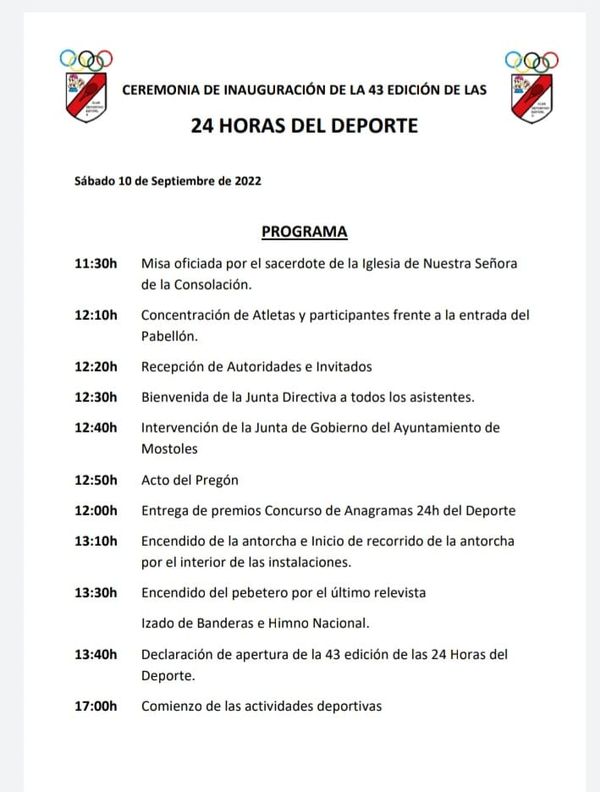 CEREMONIA DE INAUGURACIÓN DE LA 43 EDICIÓN DE LAS
24 HORAS DEL DEPORTE
Sábado 10 de Septiembre de 2022
PROGRAMA
11:30h Misa oficiada por el sacerdote de la Iglesia de Nuestra Señora
de la Consolación.
12:10h Concentración de Atletas y participantes frente a la entrada del
Pabellón.
12:20h Recepción de Autoridades e Invitados
12:30h Bienvenida de la Junta Directiva a todos los asistentes.
12:40h Intervención de la Junta de Gobierno del Ayuntamiento de
Mostoles
12:50h Acto del Pregón
12:00h Entrega de premios Concurso de Anagramas 24h del Deporte
13:10h Encendido de la antorcha e Inicio de recorrido de la antorcha
por el interior de las instalaciones.
13:30h Encendido del pebetero por el último relevista
Izado de Banderas e Himno Nacional.
13:40h Declaración de apertura de la 43 edición de las 24 Horas del
Deporte.
17:00h Comienzo de las actividades deportivas